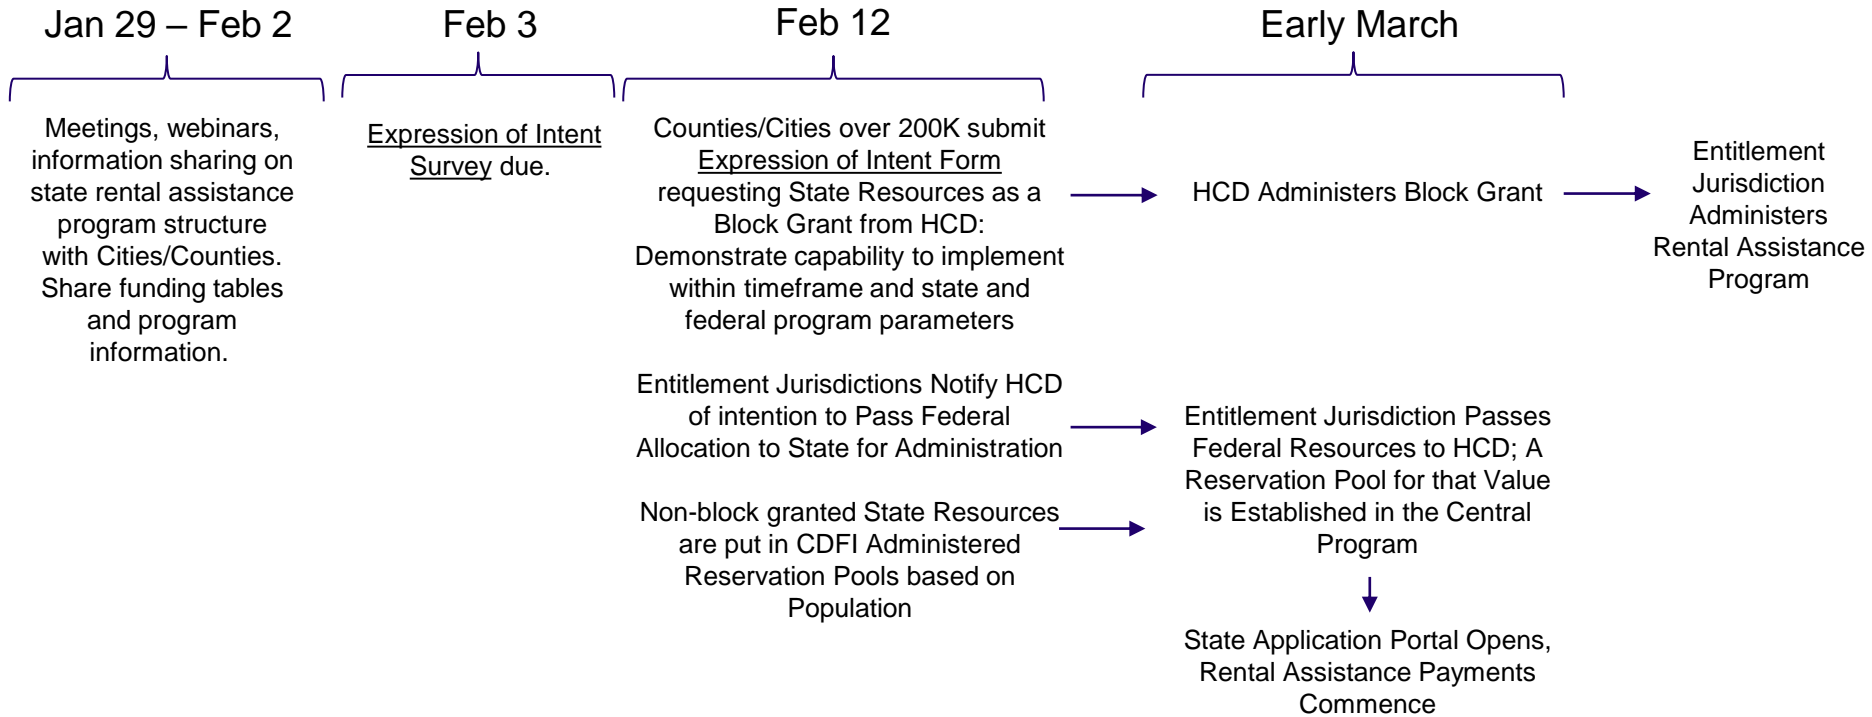 Jan 29 – Feb 2
Meetings, webinars,
information sharing on
state rental assistance
program structure
with Cities/Counties.
Share funding tables
and program
information.
Feb 3
Expression of Intent
Survey due.
Feb 12
Counties/Cities over 200K submit
Expression of Intent Form
requesting State Resources as a
Block Grant from HCD:
Demonstrate capability to implement
within timeframe and state and
federal program parameters
Entitlement Jurisdictions Notify HCD
of intention to Pass Federal
Allocation to State for Administration
Non-block granted State Resources
are put in CDFI Administered
Reservation Pools based on
Population
Early March
HCD Administers Block Grant
Entitlement Jurisdiction Passes
Federal Resources to HCD; A
Reservation Pool for that Value
is Established in the Central
Program
State Application Portal Opens,
Rental Assistance Payments
Commence
Entitlement
Jurisdiction
Administers
Rental Assistance
Program